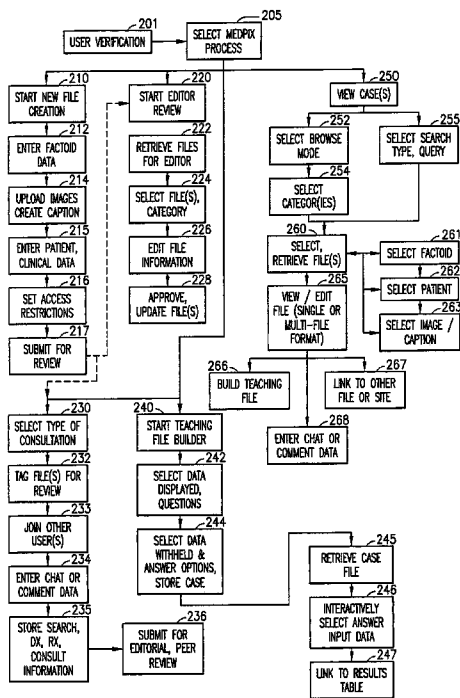 201
USER VERIFICATION
205
SELECT MEDPIX
PROCESS
210
START NEW FILE
CREATION
212
ENTER FACTOID
DATA
214
UPLOAD IMAGES
CREATE CAPTION
215
ENTER PATIENT,
CLINICAL DATA
216
SET ACCESS
RESTRICTIONS
217
SUBMIT FOR
REVIEW
220
START EDITOR
REVIEW
222
RETRIEVE FILES
FOR EDITOR
224
SELECT FILE(S),
CATEGORY
226
EDIT FILE
INFORMATION
228
APPROVE,
UPDATE FILE(S)
250
VIEW CASE(S)
252
SELECT BROWSE
MODE
254
SELECT
CATEGOR(IES)
255
SELECT SEARCH
TYPE, QUERY
260
SELECT,
RETRIEVE FILE(S)
261
SELECT FACTOID
262
SELECT PATIENT
263
SELECT IMAGE /
CAPTION
265
VIEW / EDIT
FILE (SINGLE OR
MULTI-FILE
FORMAT)
266
BUILD TEACHING
FILE
267
LINK TO OTHER
FILE OR SITE
268
ENTER CHAT OR
COMMENT DATA
230
SELECT TYPE OF
CONSULTATION
232
TAG FILE(S) FOR
REVIEW
233
JOIN OTHER
USER(S)
234
ENTER CHAT OR
COMMENT DATA
235
STORE SEARCH,
DX, RX,
CONSULT
INFORMATION
236
SUBMIT FOR
EDITORIAL, PEER
REVIEW
240
START TEACHING
FILE BUILDER
242
SELECT DATA
DISPLAYED,
QUESTIONS
244
SELECT DATA
WITHHELD &
ANSWER OPTIONS,
STORE CASE
245
RETRIEVE CASE
FILE
246
INTERACTIVELY
SELECT ANSWER
INPUT DATA
247
LINK TO RESULTS
TABLE